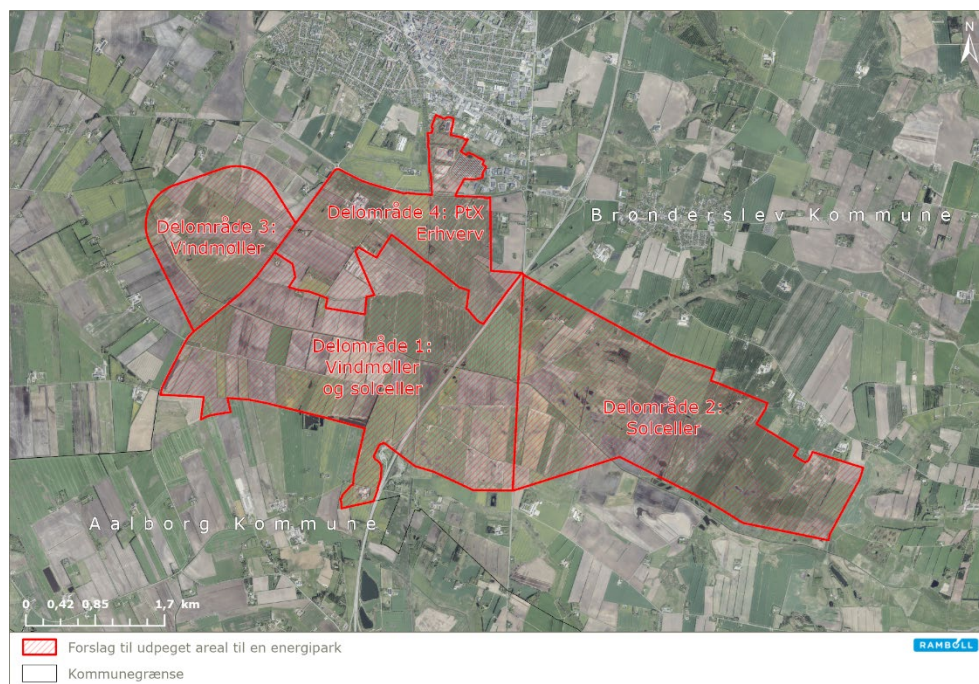 N
Delområde 3:
Vindmøller
Delområde 4: PtX
Erhverv
Brønderslev Kommune
Delområde 1:
Vindmøller
og solceller
Delområde 2:
Solceller
Aalborg Kommune
0 0,42 0,85 1,7 km
Forslag til udpeget areal til en energipark
RAMBOLL
Kommunegrænse